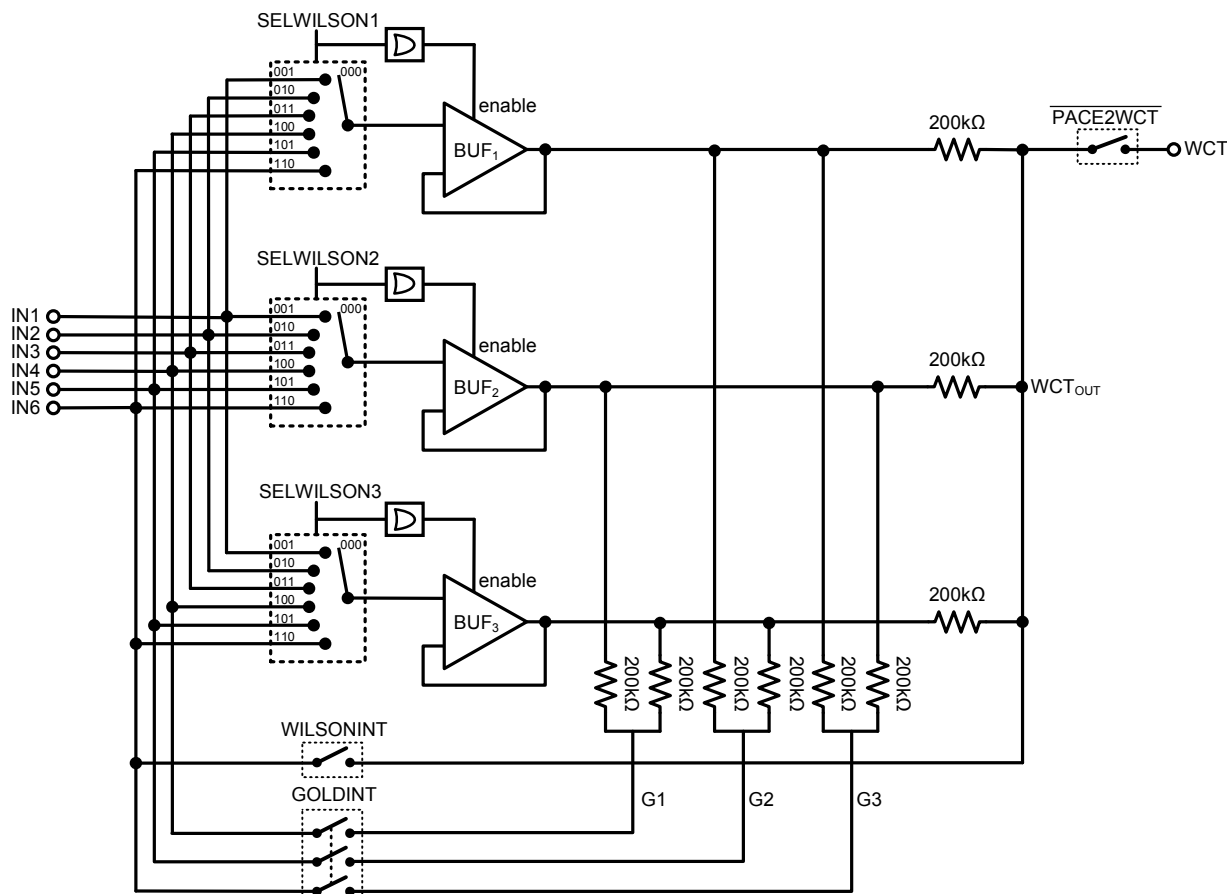 SELWILSON1
001
000
010
011
100
101
110
enable
BUF1
200kΩ
PACE2WCT
WCT
SELWILSON2
IN1
IN2
IN3
IN4
IN5
IN6
001
000
010
011
100
101
110
enable
BUF2
200kΩ
WCTOUT
SELWILSON3
001
000
010
011
100
101
110
enable
BUF3
200kΩ
200kΩ
200kΩ
200kΩ
200kΩ
200kΩ
200kΩ
WILSONINT
GOLDINT
G1
G2
G3